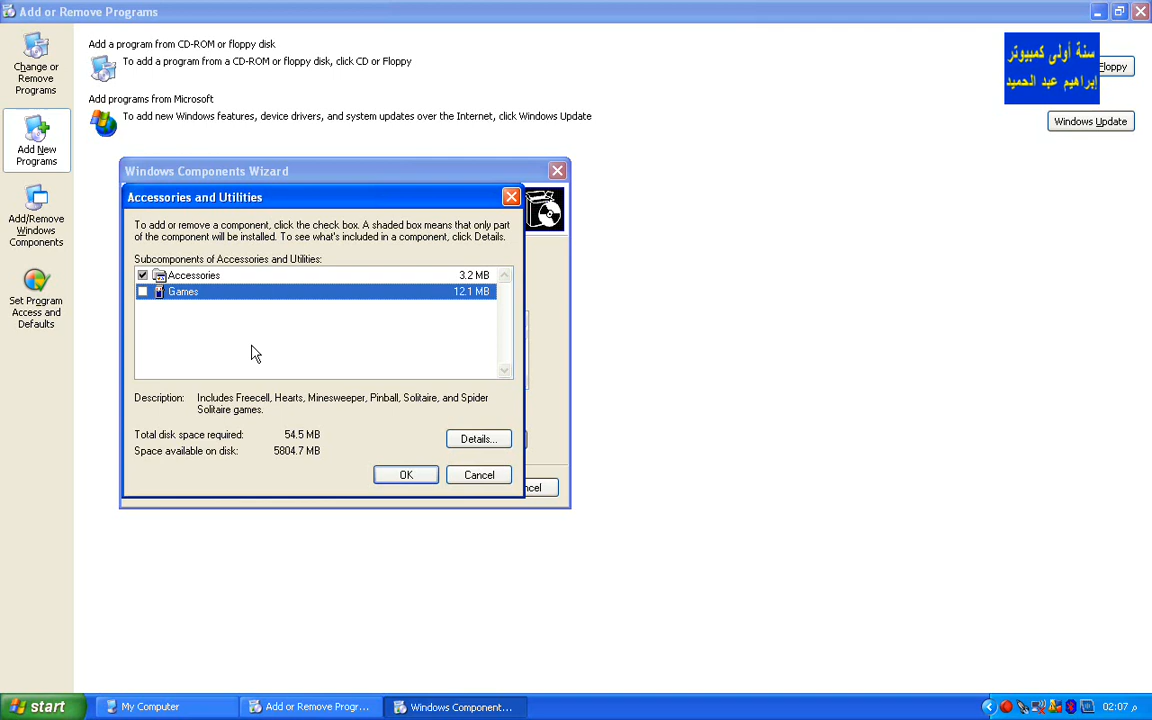 Add or Remove Programs
Change or
Remove
Programs
Add New
Programs
Add/Remove
Windows
Components
Set Program
Access and
Defaults
Add a program from CD-ROM or floppy disk
To add a program from a CD-ROM or floppy disk, click CD or Floppy
Floppy
سنة أولى كمبيوتر
إبراهيم عبد الحميد
Add programs from Microsoft
To add new Windows features, device drivers, and system updates over the Internet, click Windows Update
Windows Update
Windows Components Wizard
Accessories and Utilities
To add or remove a component, click the check box. A shaded box means that only part
of the component will be installed. To see what's included in a component, click Details.
Subcomponents of Accessories and Utilities:
Accessories 3.2 MB
Games 12.1 MB
Description: Includes Freecell, Hearts, Minesweeper, Pinball, Solitaire, and Spider
Solitaire games.
Total disk space required: 54.5 MB
Space available on disk: 5804.7 MB
Details...
OK
Cancel
ncel
start
My Computer
Add or Remove Progr...
Windows Component...
02:07 م